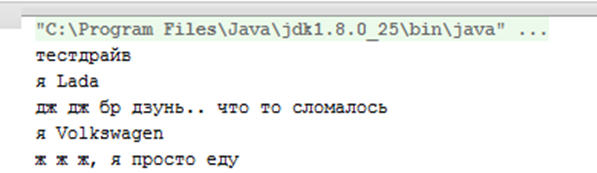 "C:\Program Files\Java\jdk1.8.0_25\bin\java" ...
тестдрайв
я Lada
дж дж бр дзунь.. что то сломалось
я Volkswagen
ж ж ж, я просто еду